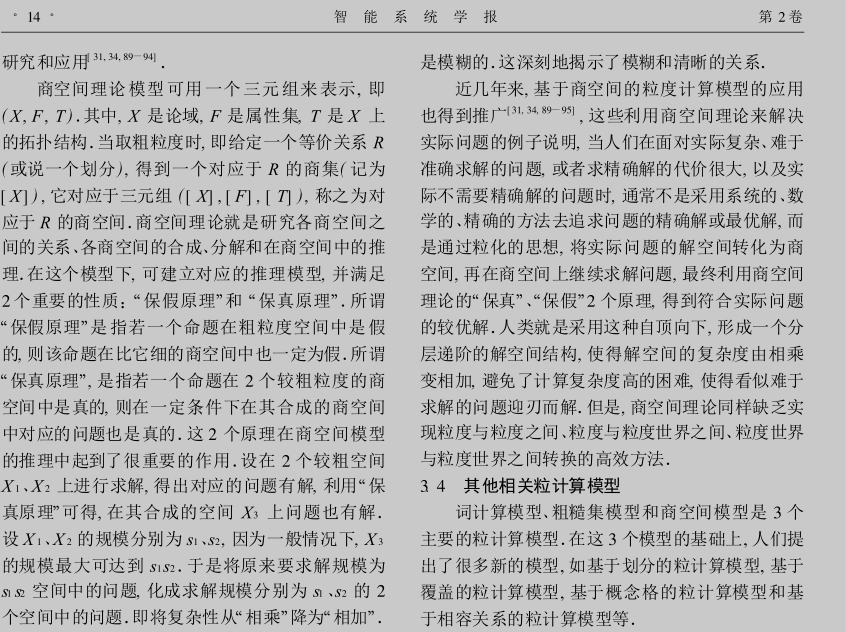 14
智能系统学报
第 2 卷
研究和应用[31, 34, 89-94].
商空间理论模型可用一个三元组来表示, 即
(X, F, T). 其中, X 是论域, F 是属性集, T 是 X 上
的拓扑结构. 当取粗粒度时, 即给定一个等价关系 R
(或说一个划分), 得到一个对应于 R 的商集(记为
[X]), 它对应于三元组 ([X], [F], [T]), 称之为对
应于 R 的商空间. 商空间理论就是研究各商空间之
间的关系、各商空间的合成、分解和在商空间中的推
理. 在这个模型下, 可建立对应的推理模型, 并满足
2 个重要的性质: “保假原理”和 “保真原理”. 所谓
“保假原理”是指若一个命题在粗粒度空间中是假
的, 则该命题在比它细的商空间中也一定为假. 所谓
“保真原理”, 是指若一个命题在 2 个较粗粒度的商
空间中是真的, 则在一定条件下在其合成的商空间
中对应的问题也是真的. 这 2 个原理在商空间模型
的推理中起到了很重要的作用. 设在 2 个较粗空间
X1、X2 上进行求解, 得出对应的问题有解, 利用“保
真原理”可得, 在其合成的空间 X3 上问题也有解.
设 X1、X2 的规模分别为 s1、s2, 因为一般情况下, X3
的规模最大可达到 s1s2. 于是将原来要求解规模为
s1s2 空间中的问题, 化成求解规模分别为 s1、s2 的 2
个空间中的问题. 即将复杂性从“相乘”降为“相加”.
是模糊的. 这深刻地揭示了模糊和清晰的关系.
近几年来, 基于商空间的粒度计算模型的应用
也得到推广[31, 34, 89-95], 这些利用商空间理论来解决
实际问题的例子说明, 当人们在面对实际复杂、难于
准确求解的问题, 或者求精确解的代价很大, 以及实
际不需要精确解的问题时, 通常不是采用系统的、数
学的、精确的方法去追求问题的精确解或最优解, 而
是通过粒化的思想, 将实际问题的解空间转化为商
空间, 再在商空间上继续求解问题, 最终利用商空间
理论的“保真”、“保假”2 个原理, 得到符合实际问题
的较优解. 人类就是采用这种自顶向下, 形成一个分
层递阶的解空间结构, 使得解空间的复杂度由相乘
变相加, 避免了计算复杂度高的困难, 使得看似难于
求解的问题迎刃而解. 但是, 商空间理论同样缺乏实
现粒度与粒度之间、粒度与粒度世界之间、粒度世界
与粒度世界之间转换的高效方法.
3 4 其他相关粒计算模型
词计算模型、粗糙集模型和商空间模型是 3 个
主要的粒计算模型. 在这 3 个模型的基础上, 人们提
出了很多新的模型, 如基于划分的粒计算模型, 基于
覆盖的粒计算模型, 基于概念格的粒计算模型和基
于相容关系的粒计算模型等.